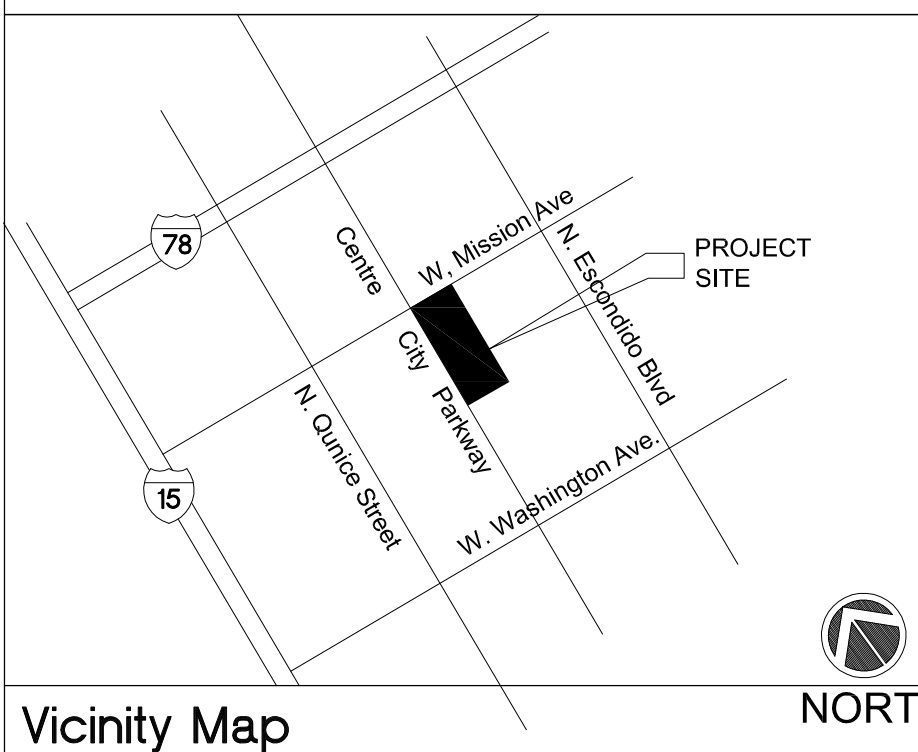 78
Centre
W, Mission Ave
N. Escondido Blvd
PROJECT
SITE
City
Parkway
N. Qunice Street
W. Washington Ave.
15
NORT
Vicinity Map